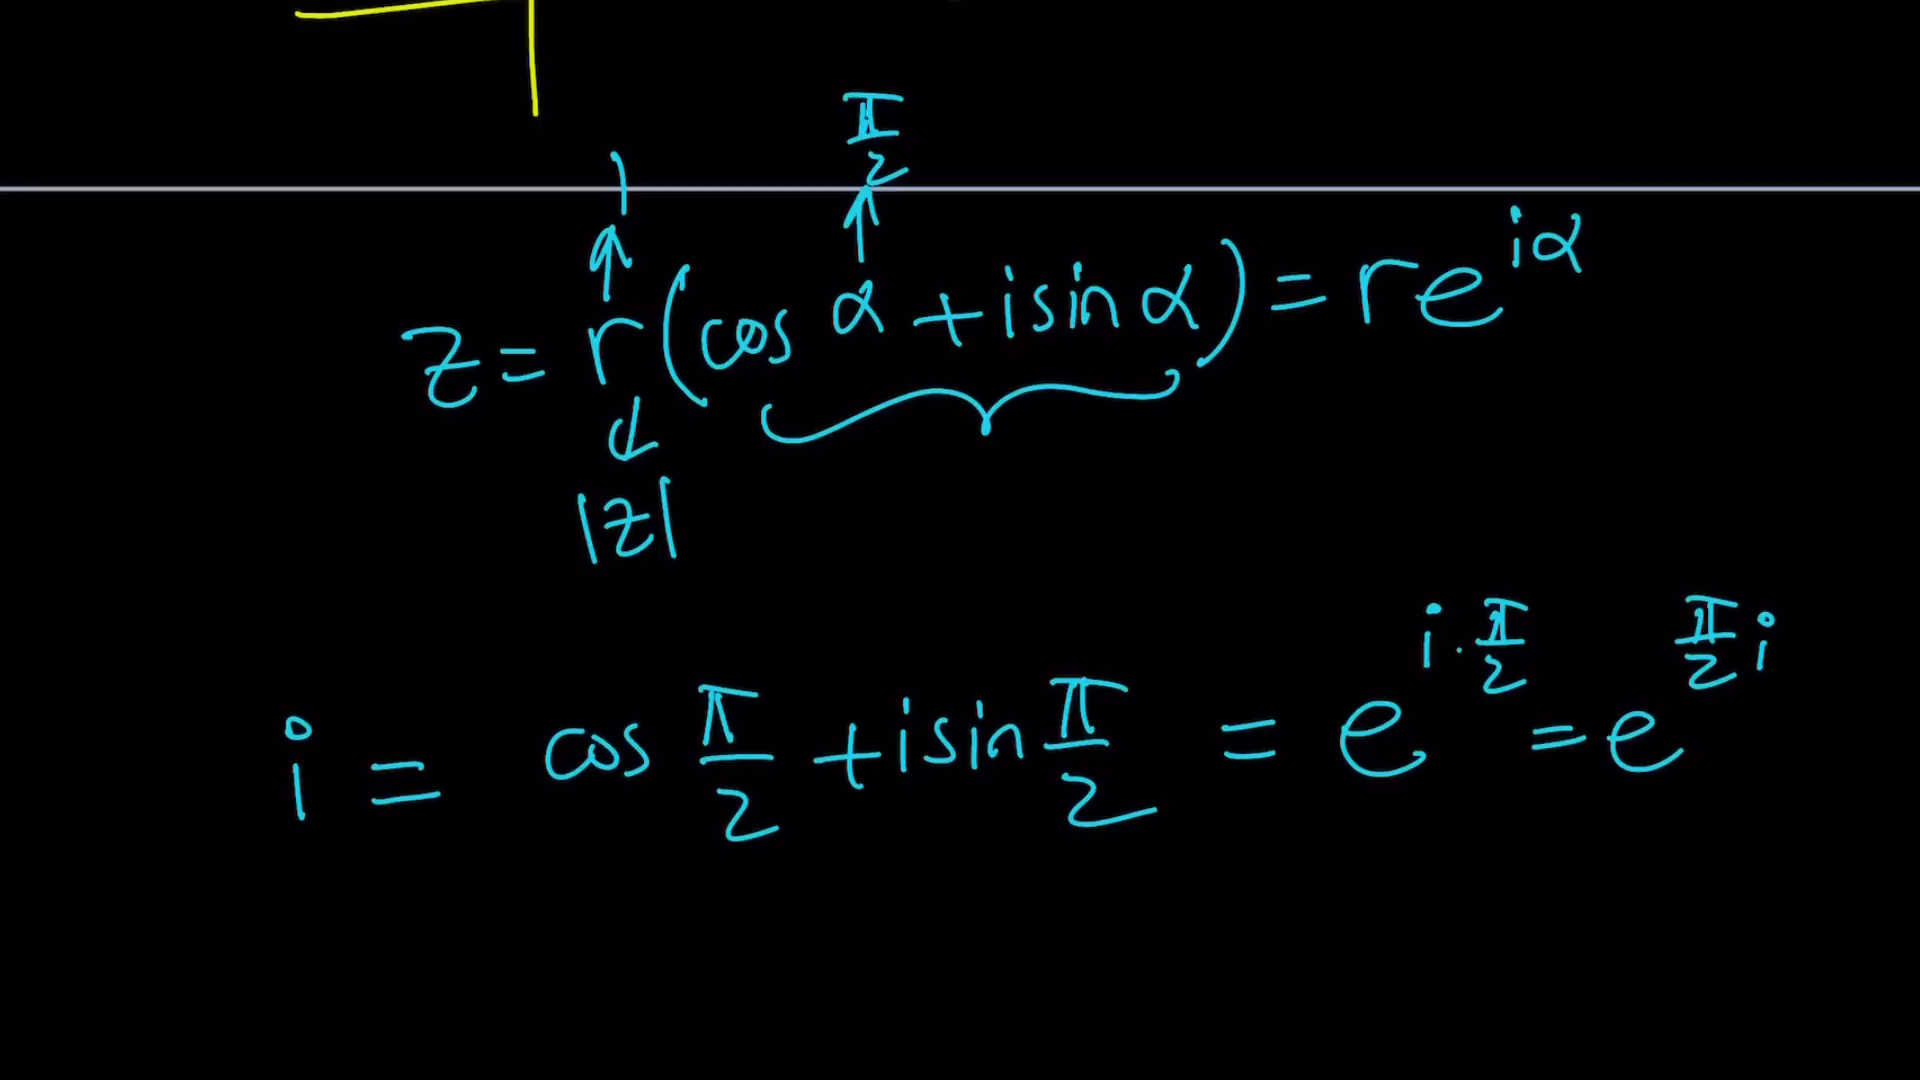 1 π/2
z = r (cos α + i sin α) = re^{iα}
|z|
i = cos π/2 + i sin π/2 = e^{i·π/2} = e^{π/2 i}